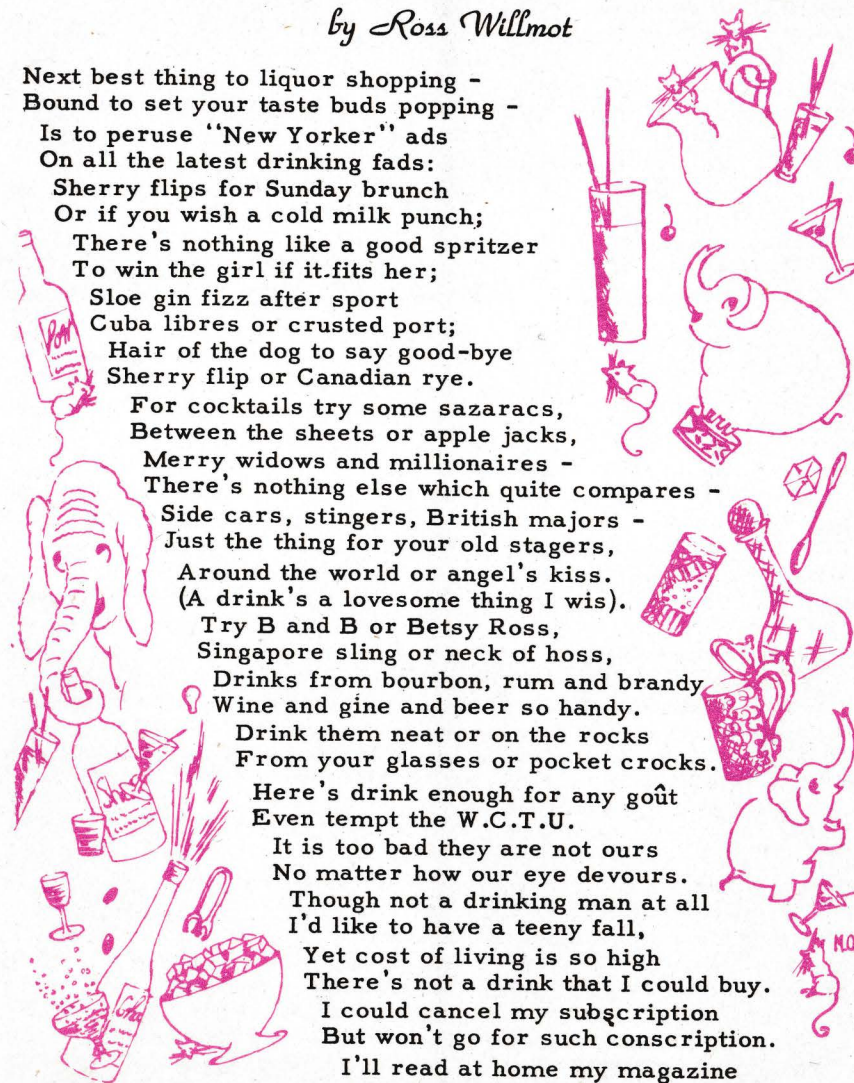 by Ross Willmot
Next best thing to liquor shopping -
Bound to set your taste buds popping -
Is to peruse "New Yorker" ads
On all the latest drinking fads:
Sherry flips for Sunday brunch
Or if you wish a cold milk punch;
There's nothing like a good spritzer
To win the girl if it fits her;
Sloe gin fizz after sport
Cuba libres or crusted port;
Hair of the dog to say good-bye
Sherry flip or Canadian rye.
For cocktails try some sazaracs,
Between the sheets or apple jacks,
Merry widows and millionaires -
There's nothing else which quite compares -
Side cars, stingers, British majors -
Just the thing for your old stagers,
Around the world or angel's kiss.
(A drink's a lovesome thing I wis).
Try B and B or Betsy Ross,
Singapore sling or neck of hoss,
Drinks from bourbon, rum and brandy
Wine and gine and beer so handy.
Drink them neat or on the rocks
From your glasses or pocket crocks.
Here's drink enough for any goût
Even tempt the W.C.T.U.
It is too bad they are not ours
No matter how our eye devours.
Though not a drinking man at all
I'd like to have a teeny fall,
Yet cost of living is so high
There's not a drink that I could buy.
I could cancel my subscription
But won't go for such conscription.
I'll read at home my magazine